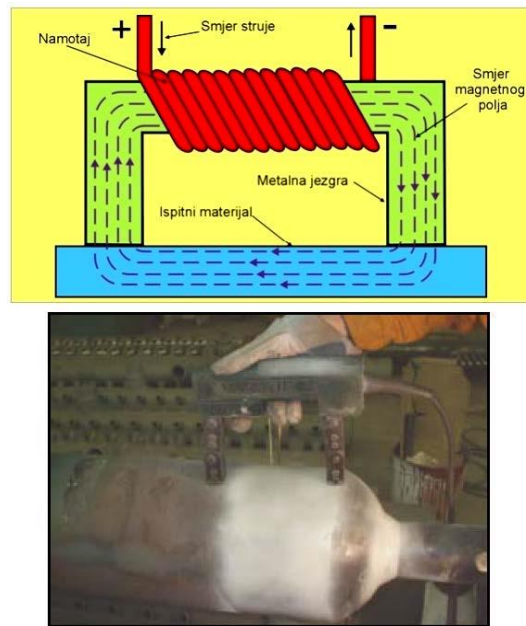 +
Smjer struje
-
Namotaj
Smjer
magnetnog
polja
Metalna jezgra
Ispitni materijal